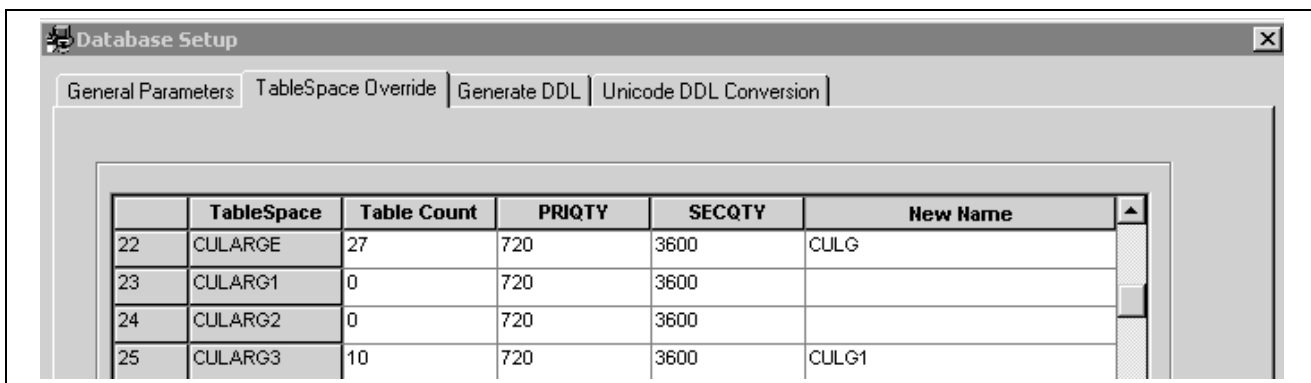 Database Setup
General Parameters TableSpace Override Generate DDL Unicode DDL Conversion
TableSpace Table Count PRIQTY SECQTY New Name
22 CULARGE 27 720 3600 CULG
23 CULARG1 0 720 3600
24 CULARG2 0 720 3600
25 CULARG3 10 720 3600 CULG1